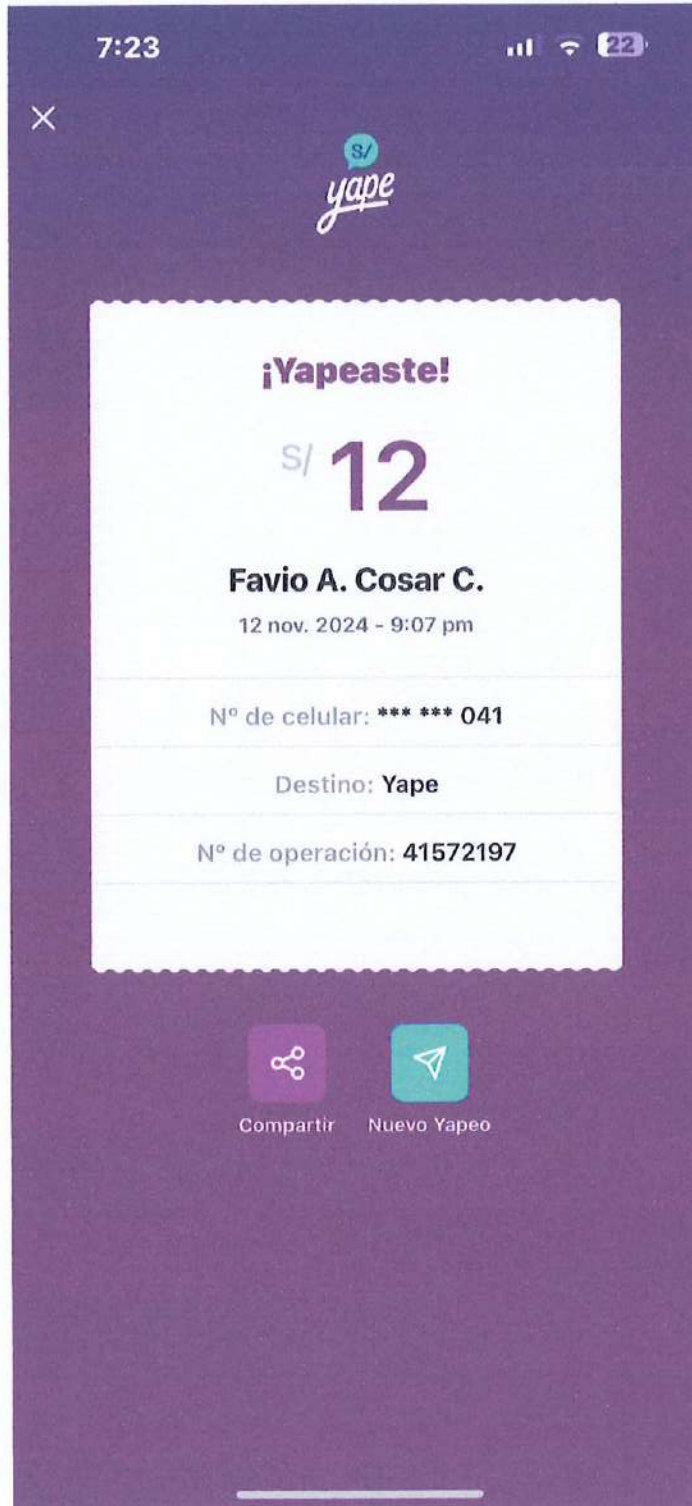 7:23
22
S/
yape
¡Yapeaste!
S/ 12
Favio A. Cosar C.
12 nov. 2024 - 9:07 pm
Nº de celular: *** *** 041
Destino: Yape
Nº de operación: 41572197
Compartir Nuevo Yapeo